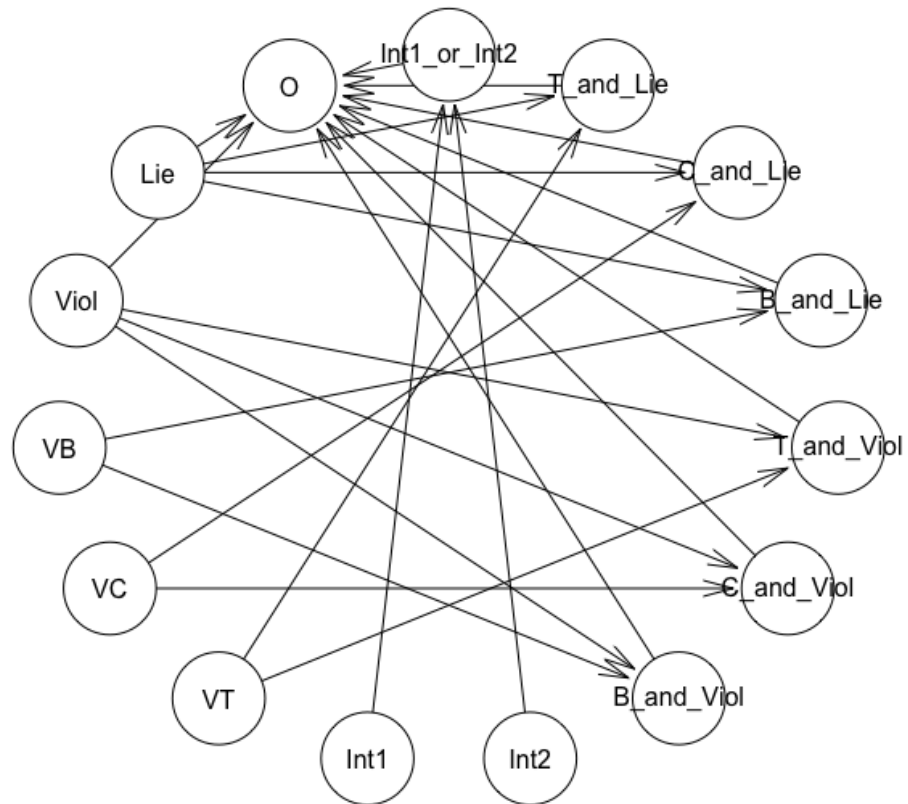 Int1_or_Int2
O
T_and_Lie
Lie
C_and_Lie
Viol
B_and_Lie
VB
T_and_Viol
VC
C_and_Viol
VT
B_and_Viol
Int1
Int2